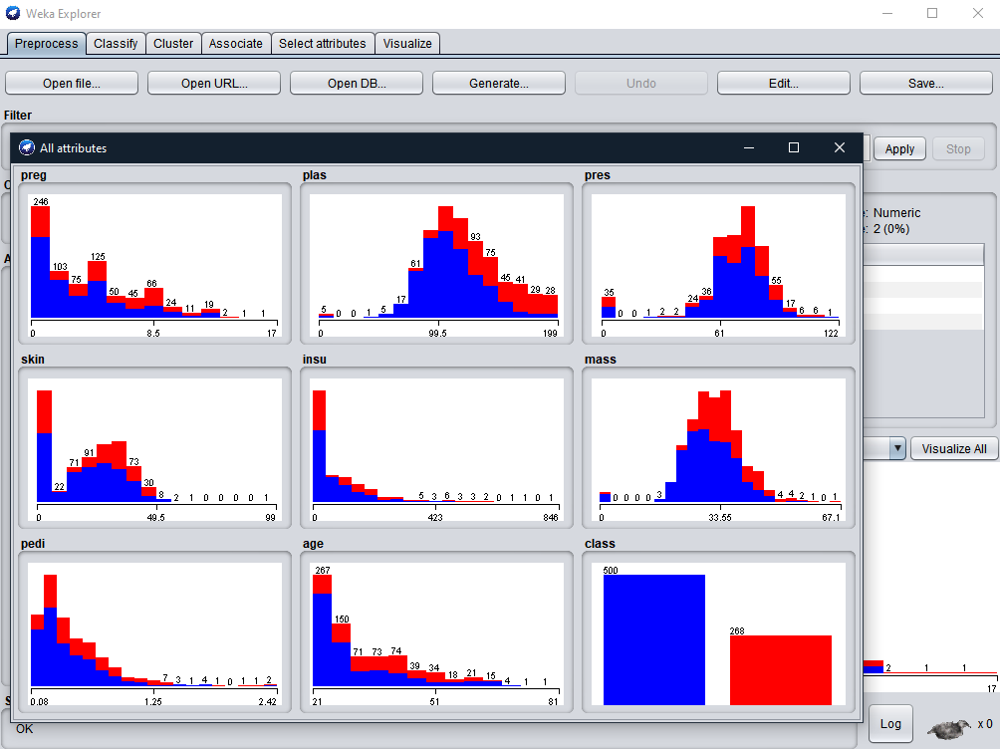 Weka Explorer
Preprocess Classify Cluster Associate Select attributes Visualize
Open file... Open URL... Open DB... Generate... Undo Edit... Save...
Filter
All attributes
Apply Stop
: Numeric
: 2 (0%)
preg
246 103 75 125 50 45 66 24 11 19 2 1 1
0 8.5 17
plas
5 0 0 1 5 17 61 93 75 45 41 29 28
0 99.5 199
pres
35 0 0 1 2 2 24 36 55 17 6 6 1
0 61 122
skin
22 71 91 73 30 8 2 1 0 0 0 0 1
0 49.5 99
insu
5 3 6 3 3 2 0 1 1 0 1
0 423 846
mass
0 0 0 0 3 4 4 2 1 0 1
0 33.55 67.1
Visualize All
pedi
7 3 1 4 1 0 1 1 2
0.08 1.25 2.42
age
267 150 71 73 74 39 34 18 21 15 4 1 1
21 51 81
class
500 268
2 1 1
17
OK
Log x 0